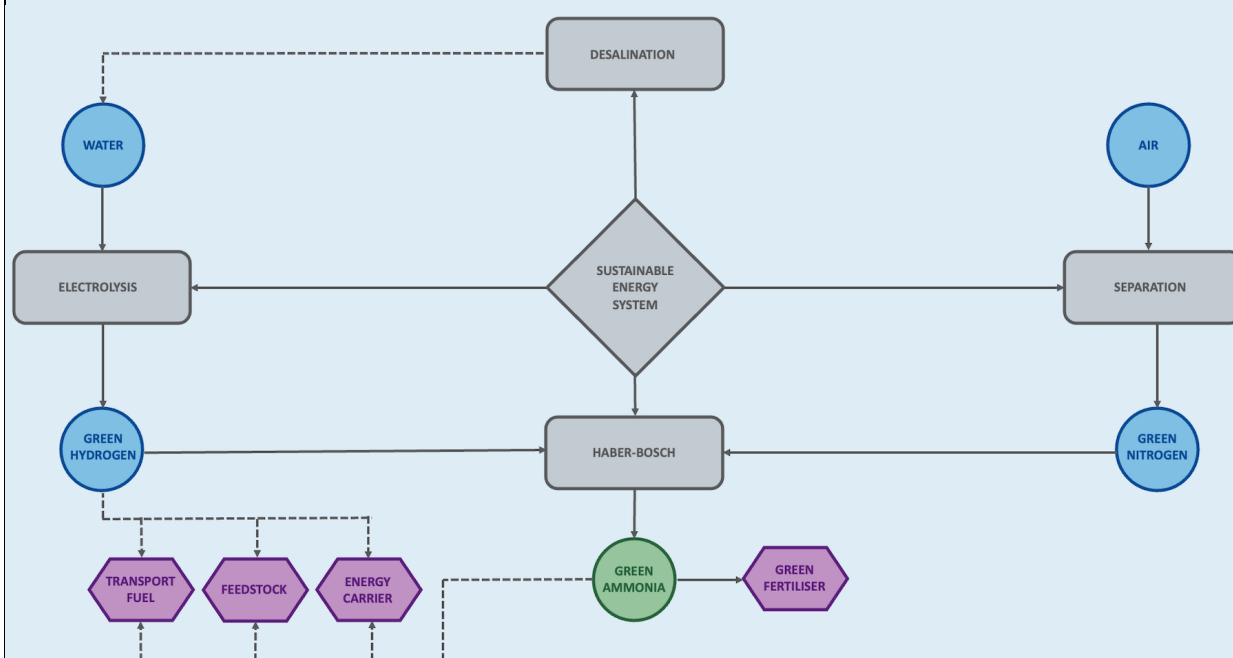 DESALINATION
WATER
AIR
ELECTROLYSIS
SUSTAINABLE
ENERGY
SYSTEM
SEPARATION
GREEN
HYDROGEN
HABER-BOSCH
GREEN
NITROGEN
TRANSPORT
FUEL
FEEDSTOCK
ENERGY
CARRIER
GREEN
AMMONIA
GREEN
FERTILISER